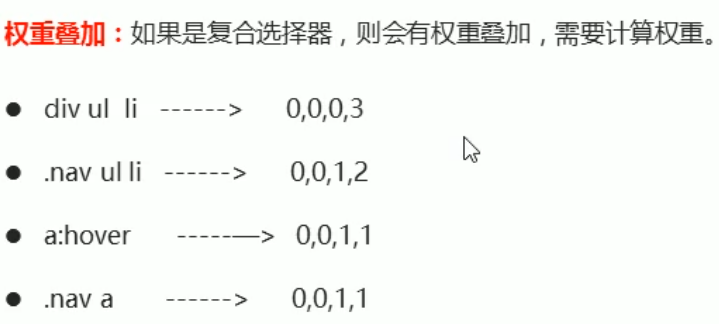 权重叠加：如果是复合选择器，则会有权重叠加，需要计算权重。
● div ul li ------> 0,0,0,3
● .nav ul li ------> 0,0,1,2
● a:hover -----—> 0,0,1,1
● .nav a ------> 0,0,1,1